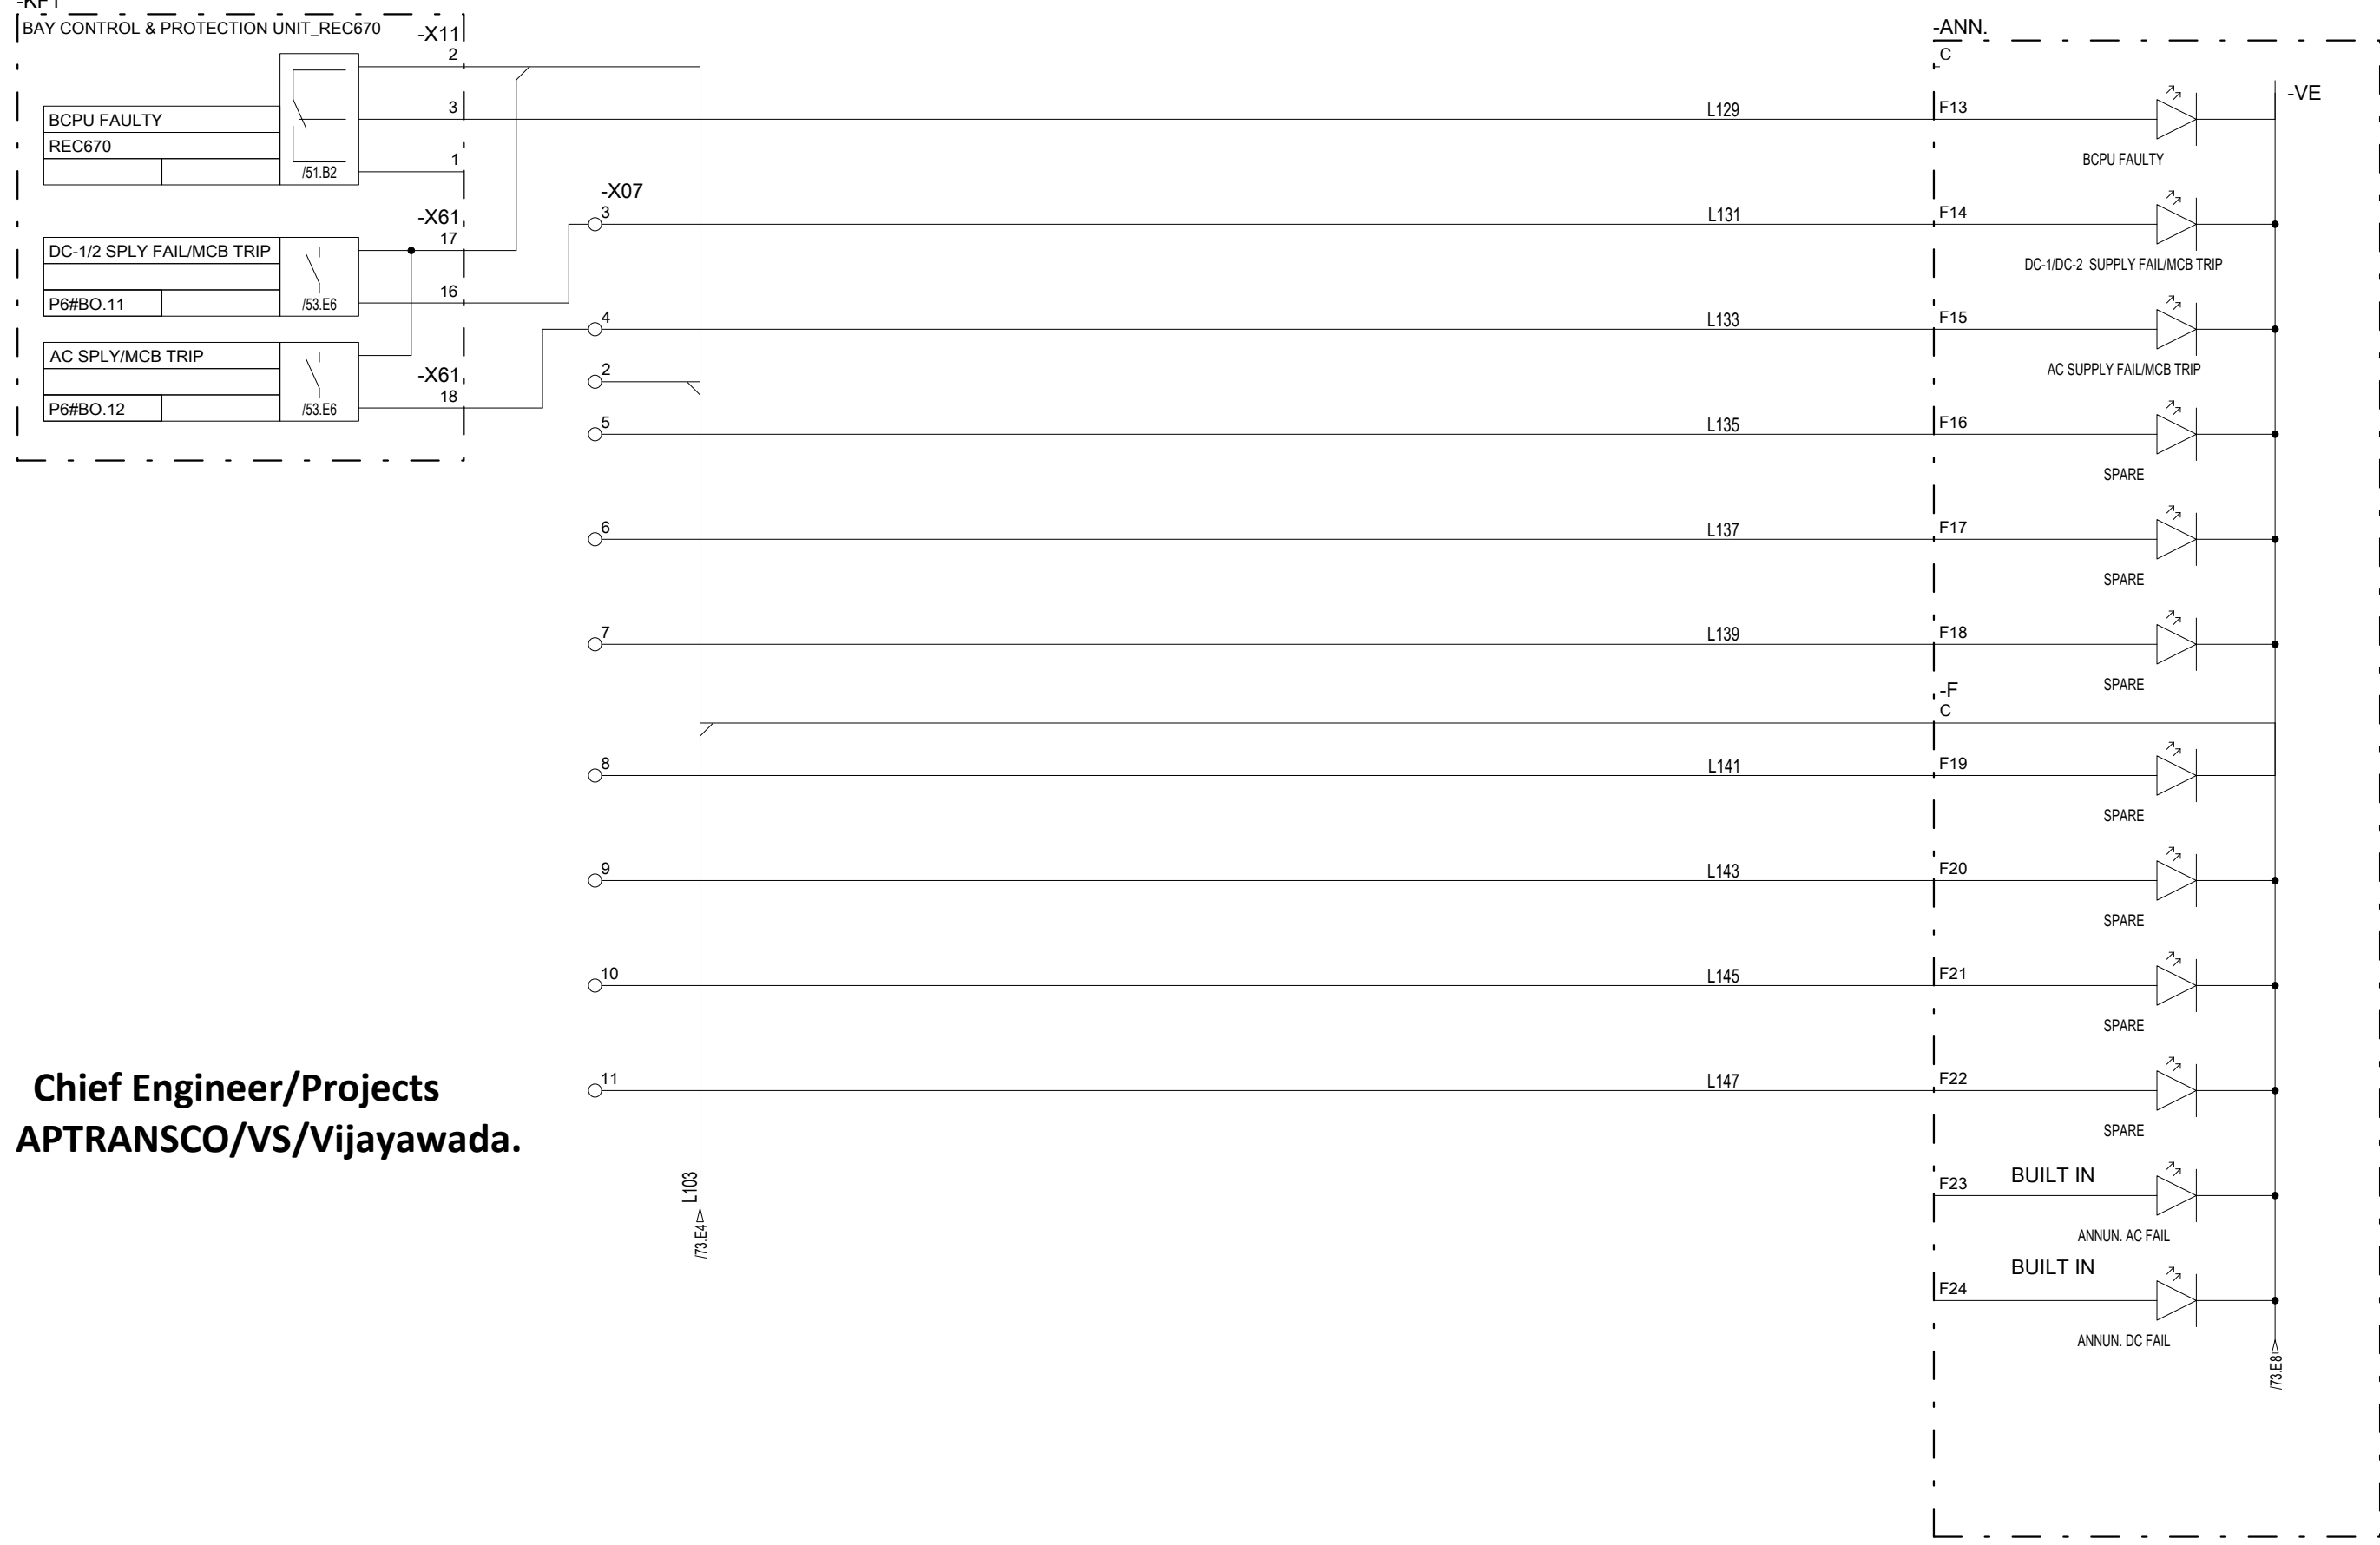 -KF1
BAY CONTROL & PROTECTION UNIT_REC670
-X11
2
BCPU FAULTY
REC670
/51.B2
3
1
-X61
17
DC-1/2 SPLY FAIL/MCB TRIP
P6#BO.11
/53.E6
16
AC SPLY/MCB TRIP
P6#BO.12
/53.E6
-X61
18
-X07
3
4
2
5
6
7
8
9
10
11
L129
L131
L133
L135
L137
L139
L141
L143
L145
L147
L103
/73.E4
-ANN.
C
-VE
F13
BCPU FAULTY
F14
DC-1/DC-2 SUPPLY FAIL/MCB TRIP
F15
AC SUPPLY FAIL/MCB TRIP
F16
SPARE
F17
SPARE
F18
SPARE
-F
C
F19
SPARE
F20
SPARE
F21
SPARE
F22
SPARE
F23
BUILT IN
ANNUN. AC FAIL
BUILT IN
F24
ANNUN. DC FAIL
/73.E8
Chief Engineer/Projects
APTRANSCO/VS/Vijayawada.